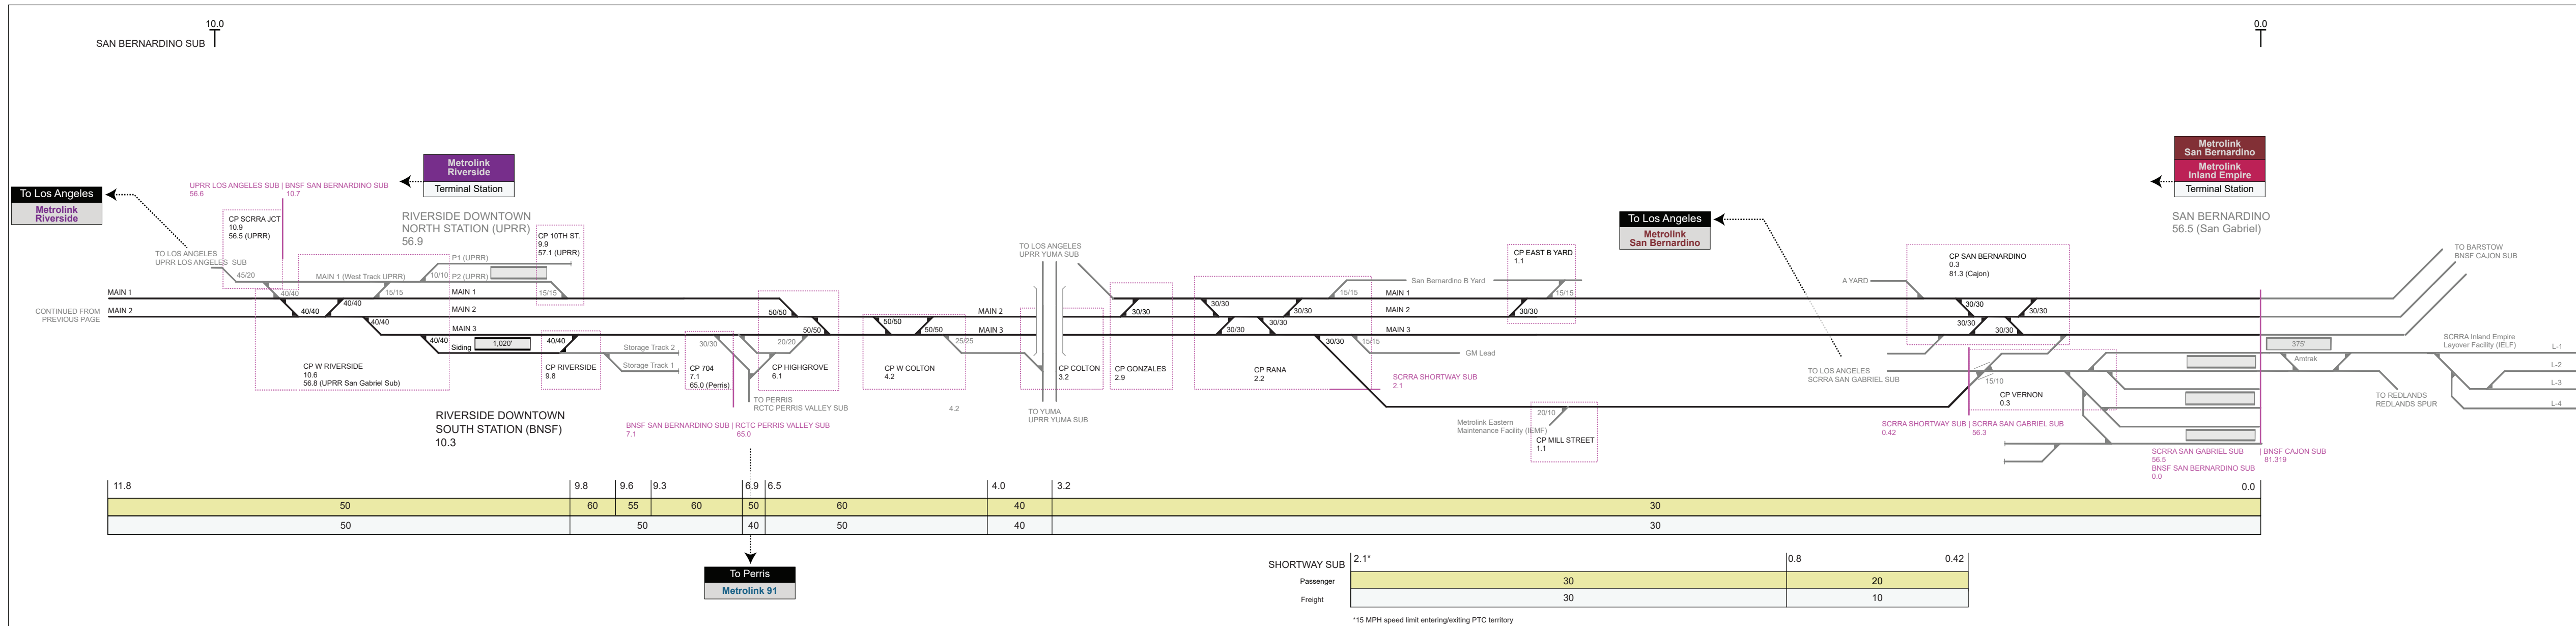 10.0
SAN BERNARDINO SUB
0.0
Metrolink
San Bernardino
Metrolink
Inland Empire
Terminal Station
Metrolink
Riverside
Terminal Station
To Los Angeles
Metrolink
Riverside
UPRR LOS ANGELES SUB | BNSF SAN BERNARDINO SUB
56.6
10.7
CP SCRRA JCT
10.9
56.5 (UPRR)
RIVERSIDE DOWNTOWN
NORTH STATION (UPRR)
56.9
CP 10TH ST.
9.9
57.1 (UPRR)
TO LOS ANGELES
UPRR LOS ANGELES SUB
45/20
MAIN 1 (West Track UPRR)
P1 (UPRR)
10/10
P2 (UPRR)
40/40
15/15
15/15
MAIN 1
MAIN 1
40/40
CONTINUED FROM
PREVIOUS PAGE
MAIN 2
40/40
MAIN 2
40/40
MAIN 3
40/40
Siding
1,020'
40/40
CP W RIVERSIDE
10.6
56.8 (UPRR San Gabriel Sub)
CP RIVERSIDE
9.8
Storage Track 2
Storage Track 1
RIVERSIDE DOWNTOWN
SOUTH STATION (BNSF)
10.3
30/30
CP 704
7.1
65.0 (Perris)
50/50
50/50
20/20
CP HIGHGROVE
6.1
TO PERRIS
RCTC PERRIS VALLEY SUB
BNSF SAN BERNARDINO SUB | RCTC PERRIS VALLEY SUB
7.1
65.0
50/50
50/50
CP W COLTON
4.2
25/25
4.2
MAIN 2
MAIN 3
TO LOS ANGELES
UPRR YUMA SUB
CP COLTON
3.2
TO YUMA
UPRR YUMA SUB
30/30
CP GONZALES
2.9
30/30
30/30
30/30
30/30
30/30
15/15
15/15
CP RANA
2.2
San Bernardino B Yard
MAIN 1
MAIN 2
MAIN 3
GM Lead
SCRRA SHORTWAY SUB
2.1
CP EAST B YARD
1.1
15/15
30/30
Metrolink Eastern
Maintenance Facility (IEMF)
20/10
CP MILL STREET
1.1
To Los Angeles
Metrolink
San Bernardino
A YARD
TO LOS ANGELES
SCRRA SAN GABRIEL SUB
CP SAN BERNARDINO
0.3
81.3 (Cajon)
30/30
30/30
30/30
30/30
15/10
CP VERNON
0.3
SCRRA SHORTWAY SUB | SCRRA SAN GABRIEL SUB
0.42
56.3
SAN BERNARDINO
56.5 (San Gabriel)
375'
Amtrak
TO BARSTOW
BNSF CAJON SUB
SCRRA Inland Empire
Layover Facility (IELF)
L-1
L-2
L-3
L-4
TO REDLANDS
REDLANDS SPUR
SCRRA SAN GABRIEL SUB | BNSF CAJON SUB
56.5
81.319
BNSF SAN BERNARDINO SUB
0.0
11.8 9.8 9.6 9.3 6.9 6.5 4.0 3.2 0.0
50 60 55 60 50 60 40 30
50 50 40 50 40 30
To Perris
Metrolink 91
SHORTWAY SUB 2.1* 0.8 0.42
Passenger 30 20
Freight 30 10
*15 MPH speed limit entering/exiting PTC territory